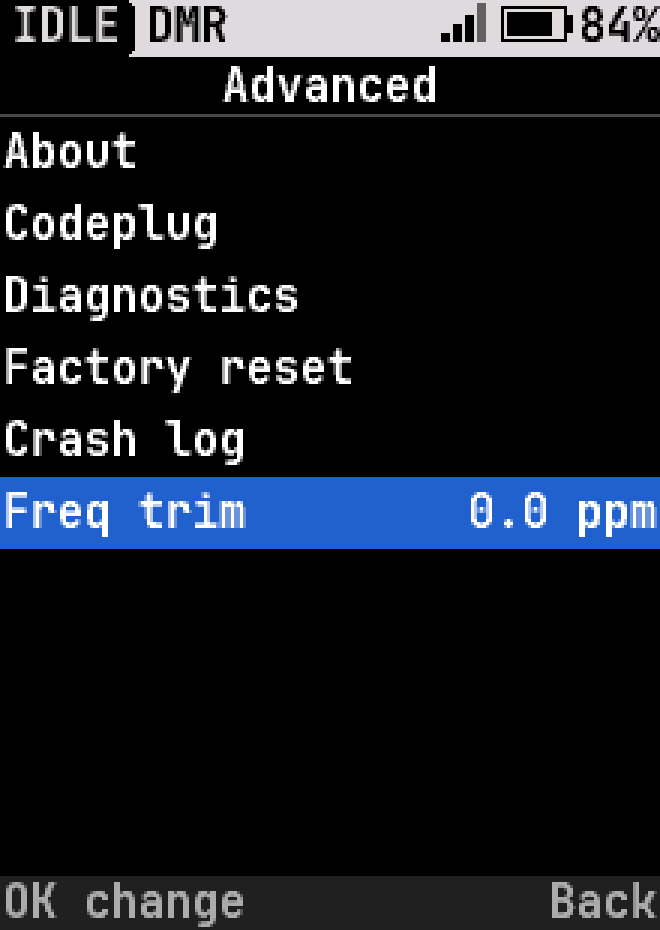 IDLE DMR 84%
Advanced
About
Codeplug
Diagnostics
Factory reset
Crash log
Freq trim 0.0 ppm
OK change Back